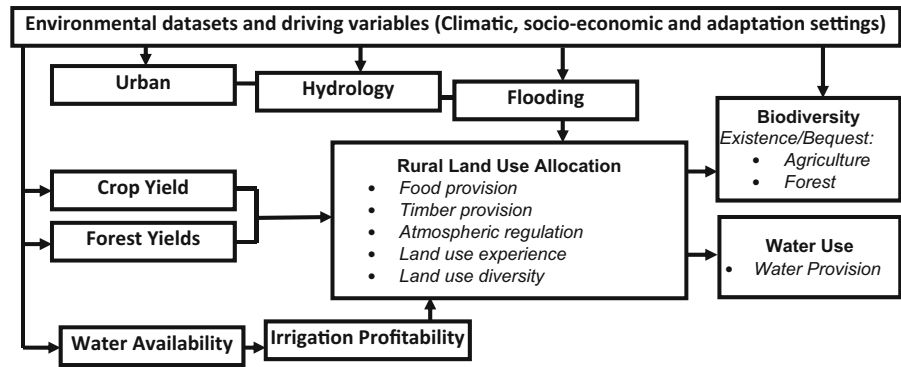 Environmental datasets and driving variables (Climatic, socio-economic and adaptation settings)
Urban
Hydrology
Flooding
Biodiversity
Existence/Bequest:
• Agriculture
• Forest
Rural Land Use Allocation
• Food provision
• Timber provision
• Atmospheric regulation
• Land use experience
• Land use diversity
Crop Yield
Forest Yields
Water Use
• Water Provision
Water Availability
Irrigation Profitability